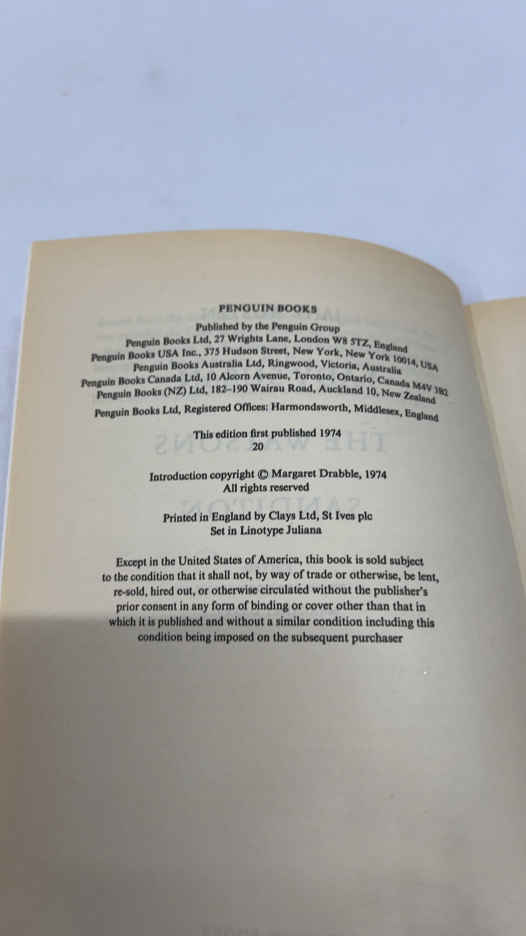 PENGUIN BOOKS
Published by the Penguin Group
Penguin Books Ltd, 27 Wrights Lane, London W8 5TZ, England
Penguin Books USA Inc., 375 Hudson Street, New York, New York 10014, USA
Penguin Books Australia Ltd, Ringwood, Victoria, Australia
Penguin Books Canada Ltd, 10 Alcorn Avenue, Toronto, Ontario, Canada M4V 3B2
Penguin Books (NZ) Ltd, 182–190 Wairau Road, Auckland 10, New Zealand
Penguin Books Ltd, Registered Offices: Harmondsworth, Middlesex, England
This edition first published 1974
20
Introduction copyright © Margaret Drabble, 1974
All rights reserved
Printed in England by Clays Ltd, St Ives plc
Set in Linotype Juliana
Except in the United States of America, this book is sold subject
to the condition that it shall not, by way of trade or otherwise, be lent,
re-sold, hired out, or otherwise circulated without the publisher's
prior consent in any form of binding or cover other than that in
which it is published and without a similar condition including this
condition being imposed on the subsequent purchaser